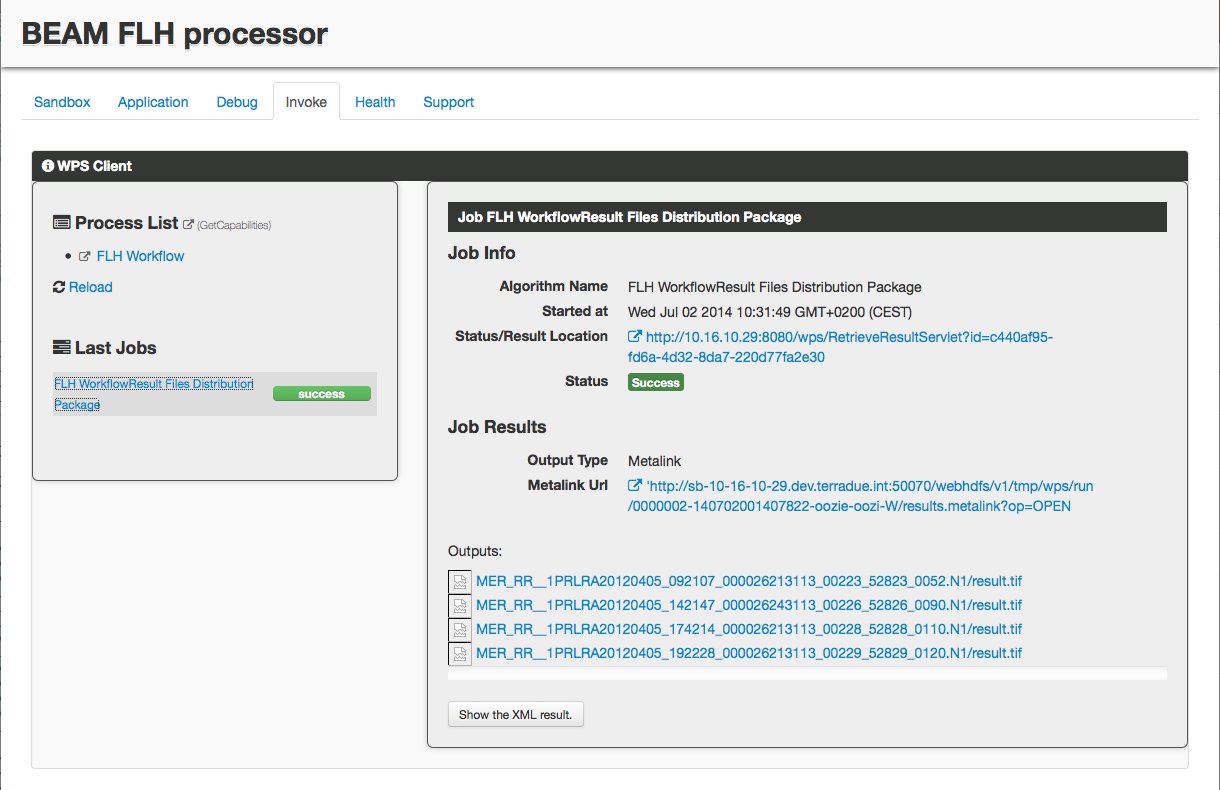 BEAM FLH processor
Sandbox Application Debug Invoke Health Support
WPS Client
Process List (GetCapabilities)
FLH Workflow
Reload
Last Jobs
FLH WorkflowResult Files Distribution
Package
success
Job FLH WorkflowResult Files Distribution Package
Job Info
Algorithm Name FLH WorkflowResult Files Distribution Package
Started at Wed Jul 02 2014 10:31:49 GMT+0200 (CEST)
Status/Result Location http://10.16.10.29:8080/wps/RetrieveResultServlet?id=c440af95-
fd6a-4d32-8da7-220d77fa2e30
Status Success
Job Results
Output Type Metalink
Metalink Url 'http://sb-10-16-10-29.dev.terradue.int:50070/webhdfs/v1/tmp/wps/run
/0000002-140702001407822-oozie-oozi-W/results.metalink?op=OPEN
Outputs:
MER_RR__1PRLRA20120405_092107_000026213113_00223_52823_0052.N1/result.tif
MER_RR__1PRLRA20120405_142147_000026243113_00226_52826_0090.N1/result.tif
MER_RR__1PRLRA20120405_174214_000026213113_00228_52828_0110.N1/result.tif
MER_RR__1PRLRA20120405_192228_000026213113_00229_52829_0120.N1/result.tif
Show the XML result.